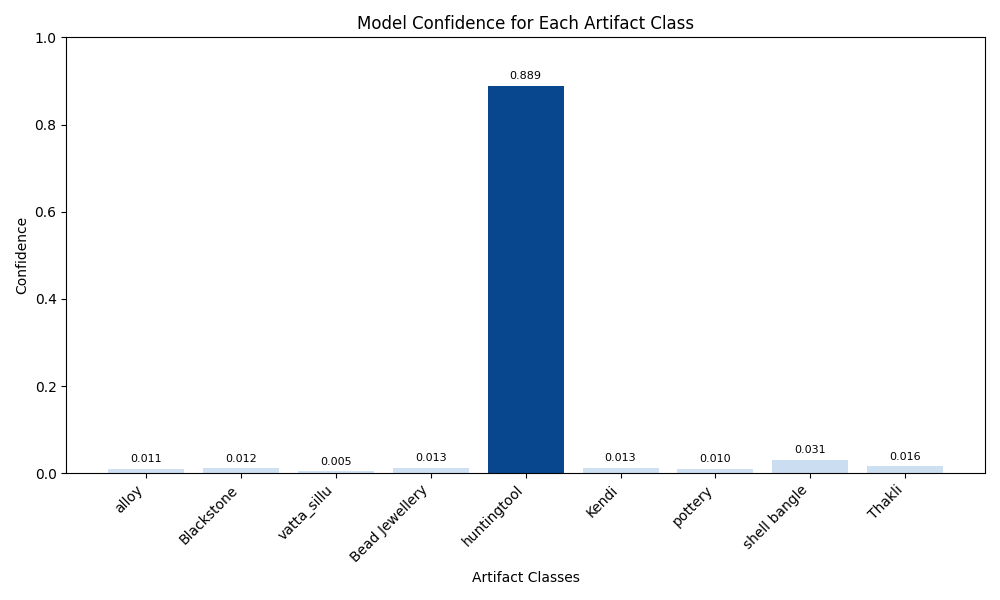 Model Confidence for Each Artifact Class
1.0
0.8
0.6
0.4
0.2
0.0
Confidence
0.011
0.012
0.005
0.013
0.889
0.013
0.010
0.031
0.016
alloy
Blackstone
vatta_sillu
Bead Jewellery
huntingtool
Kendi
pottery
shell bangle
Thakli
Artifact Classes